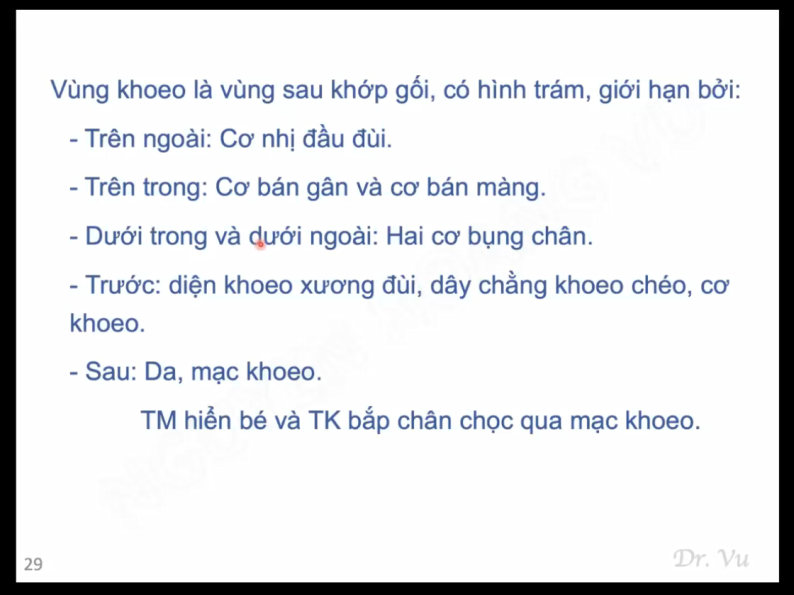 Vùng khoeo là vùng sau khớp gối, có hình trám, giới hạn bởi:
- Trên ngoài: Cơ nhị đầu đùi.
- Trên trong: Cơ bán gân và cơ bán màng.
- Dưới trong và dưới ngoài: Hai cơ bụng chân.
- Trước: diện khoeo xương đùi, dây chằng khoeo chéo, cơ
khoeo.
- Sau: Da, mạc khoeo.
TM hiển bé và TK bắp chân chọc qua mạc khoeo.
29
Dr. Vu